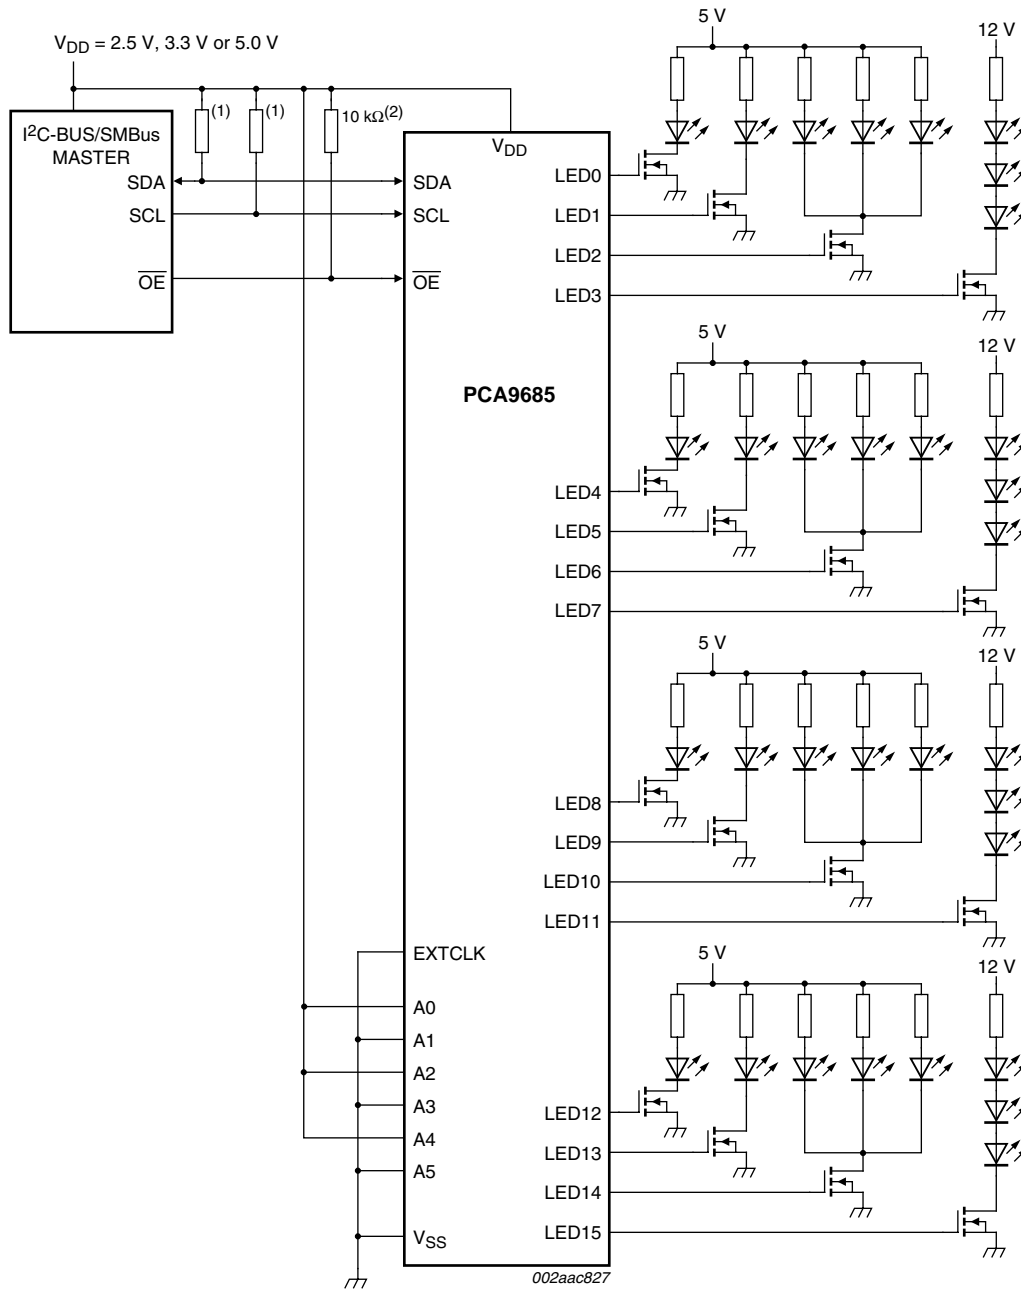 V_DD = 2.5 V, 3.3 V or 5.0 V
I²C-BUS/SMBus
MASTER
SDA
SCL
O̅E̅
(1)
(1)
10 kΩ(2)
V_DD
SDA
SCL
O̅E̅
PCA9685
EXTCLK
A0
A1
A2
A3
A4
A5
V_SS
LED0
LED1
LED2
LED3
5 V
12 V
LED4
LED5
LED6
LED7
5 V
12 V
LED8
LED9
LED10
LED11
5 V
12 V
LED12
LED13
LED14
LED15
5 V
12 V
002aac827